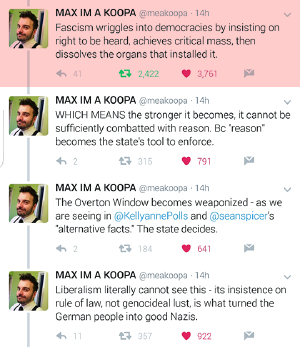 MAX IM A KOOPA @meakoopa · 14h
Fascism wriggles into democracies by insisting on
right to be heard, achieves critical mass, then
dissolves the organs that installed it.
41 2,422 3,761
MAX IM A KOOPA @meakoopa · 14h
WHICH MEANS the stronger it becomes, it cannot be
sufficiently combatted with reason. Bc "reason"
becomes the state's tool to enforce.
2 315 791
MAX IM A KOOPA @meakoopa · 14h
The Overton Window becomes weaponized - as we
are seeing in @KellyannePolls and @seanspicer's
"alternative facts." The state decides.
2 184 641
MAX IM A KOOPA @meakoopa · 14h
Liberalism literally cannot see this - its insistence on
rule of law, not genocideal lust, is what turned the
German people into good Nazis.
11 357 922